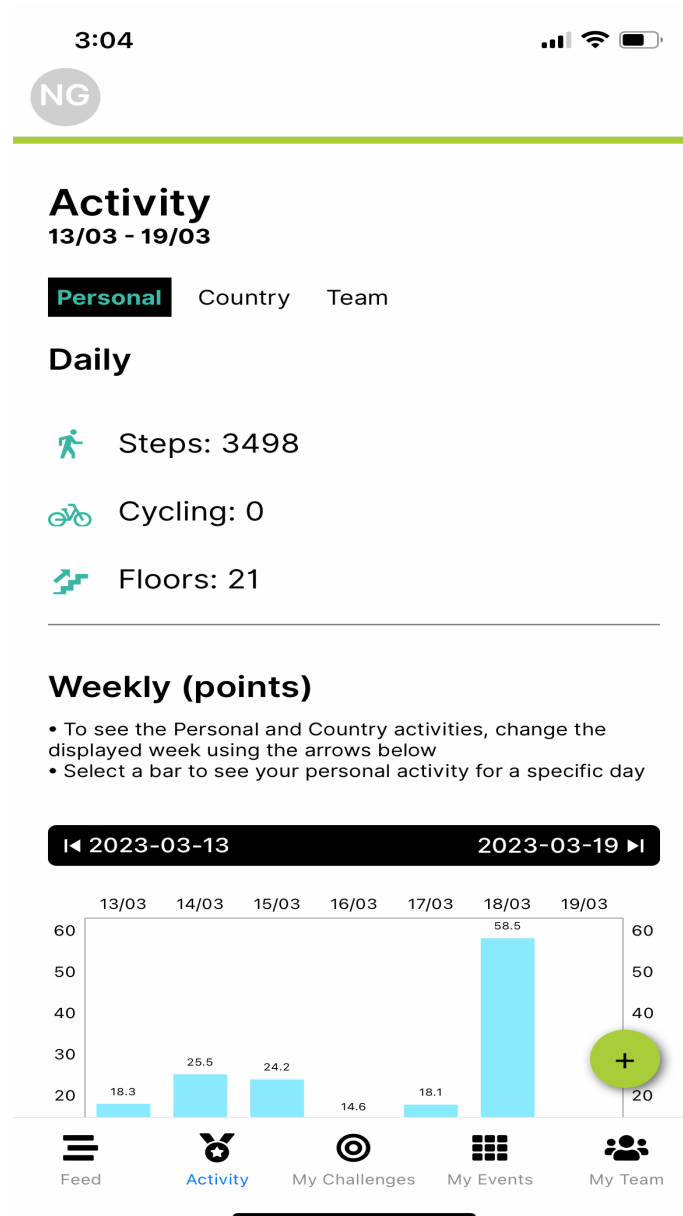 3:04
NG
Activity
13/03 - 19/03
Personal Country Team
Daily
Steps: 3498
Cycling: 0
Floors: 21
Weekly (points)
• To see the Personal and Country activities, change the
displayed week using the arrows below
• Select a bar to see your personal activity for a specific day
2023-03-13 2023-03-19
13/03 14/03 15/03 16/03 17/03 18/03 19/03
58.5
60 60
50 50
40 40
30
25.5
24.2
18.3
18.1
20 20
14.6
+
Feed Activity My Challenges My Events My Team